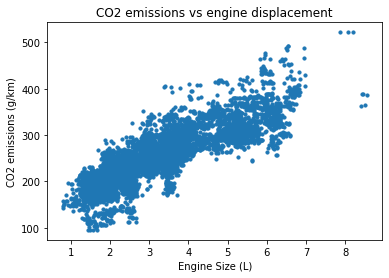 CO2 emissions vs engine displacement
500
400
300
200
100
CO2 emissions (g/km)
1 2 3 4 5 6 7 8
Engine Size (L)